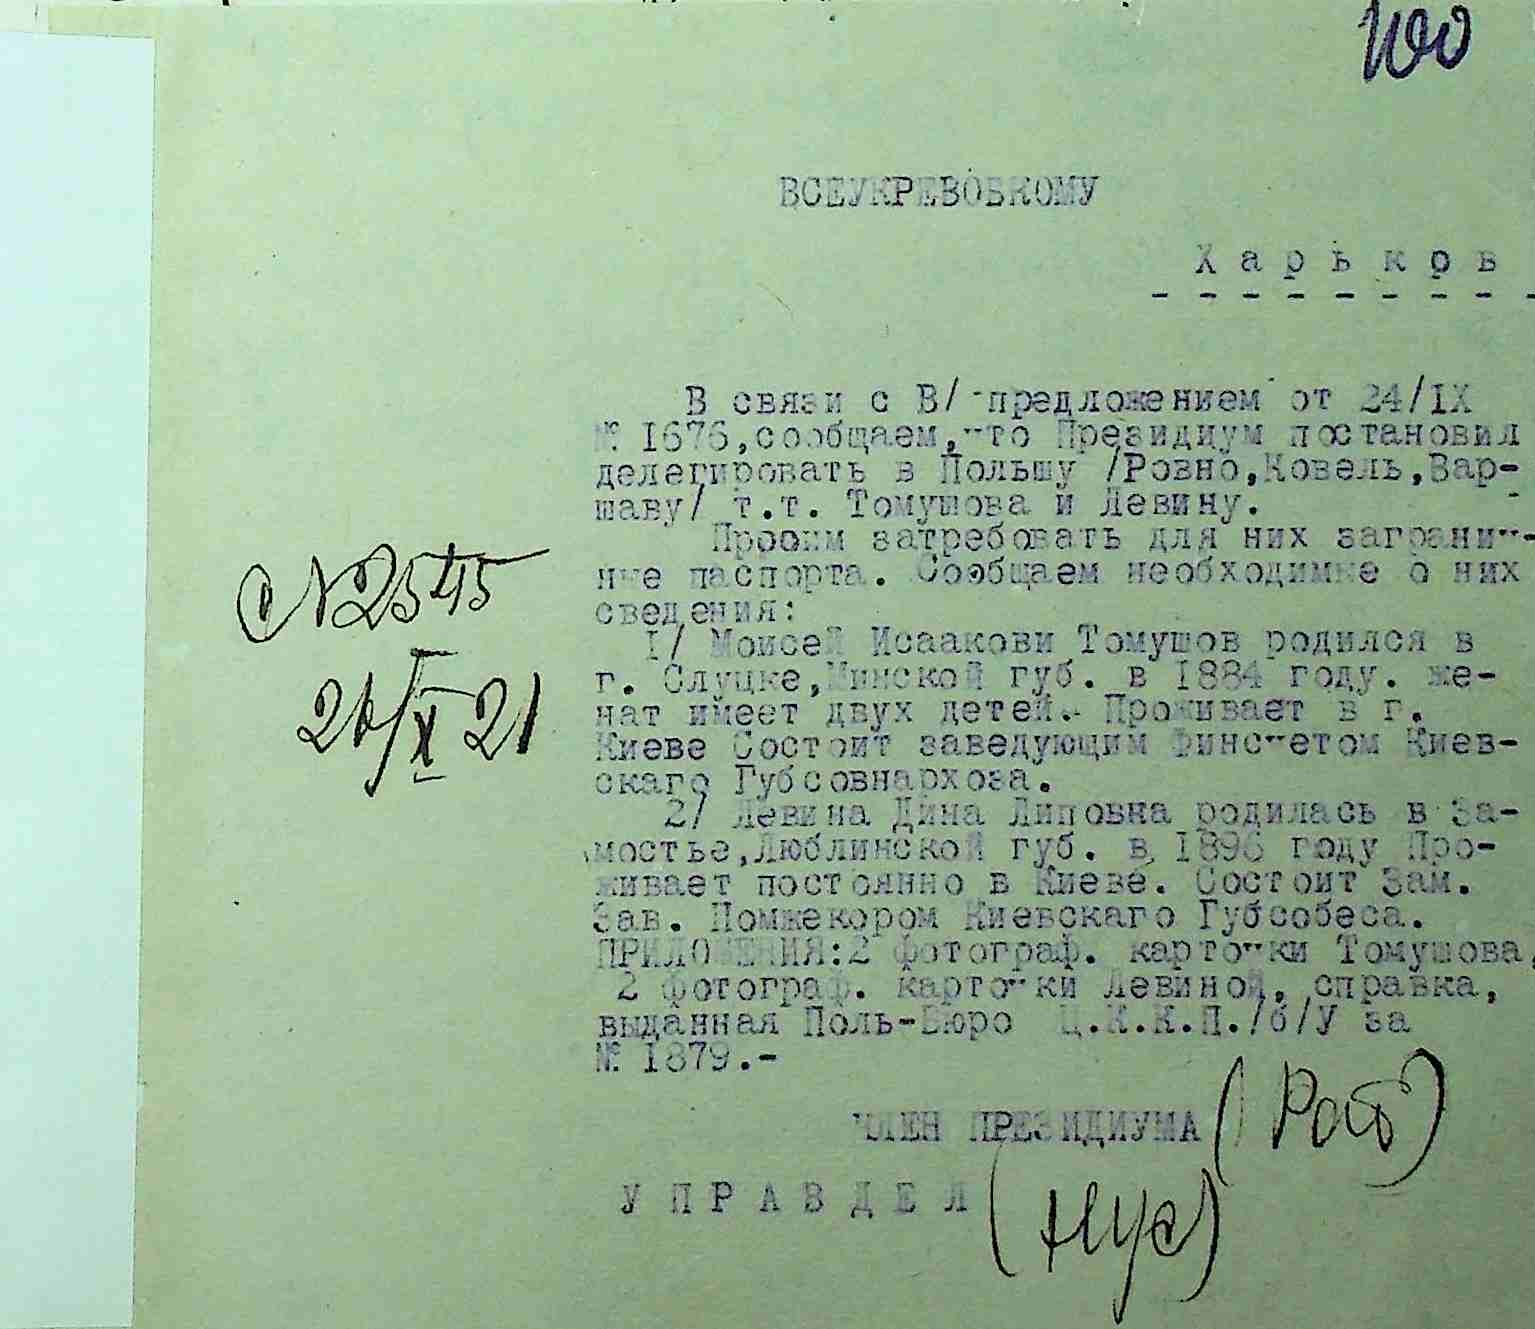 100
ВСЕУКРЕВОБКОМУ
Харьков
В связи с В/ предложением от 24/IX
№ 1676, сообщаем, что Президиум постановил
делегировать в Польшу /Ровно, Ковель, Вар-
шаву/ т.т. Томушова и Левину.
Просим затребовать для них загранич-
ные паспорта. Сообщаем необходимые о них
сведения:
1/ Моисей Исаакови Томушов родился в
г. Слуцке, Минской губ. в 1884 году. же-
нат имеет двух детей.- Проживает в г.
Киеве Состоит заведующим Финсчетом Киев-
скаго Губсовнархоза.
2/ Левина Дина Липовна родилась в За-
мостье, Люблинской губ. в 1896 году Про-
живает постоянно в Киеве. Состоит Зам.
Зав. Помжекором Киевскаго Губсобеса.
ПРИЛОЖЕНИЯ: 2 фотограф. карточки Томушова,
2 фотограф. карточки Левиной, справка,
выданная Поль-Бюро Ц.К.К.П./б/У за
№ 1879.-
№ 2545
26/X 21
ЧЛЕН ПРЕЗИДИУМА
УПРАВДЕЛ